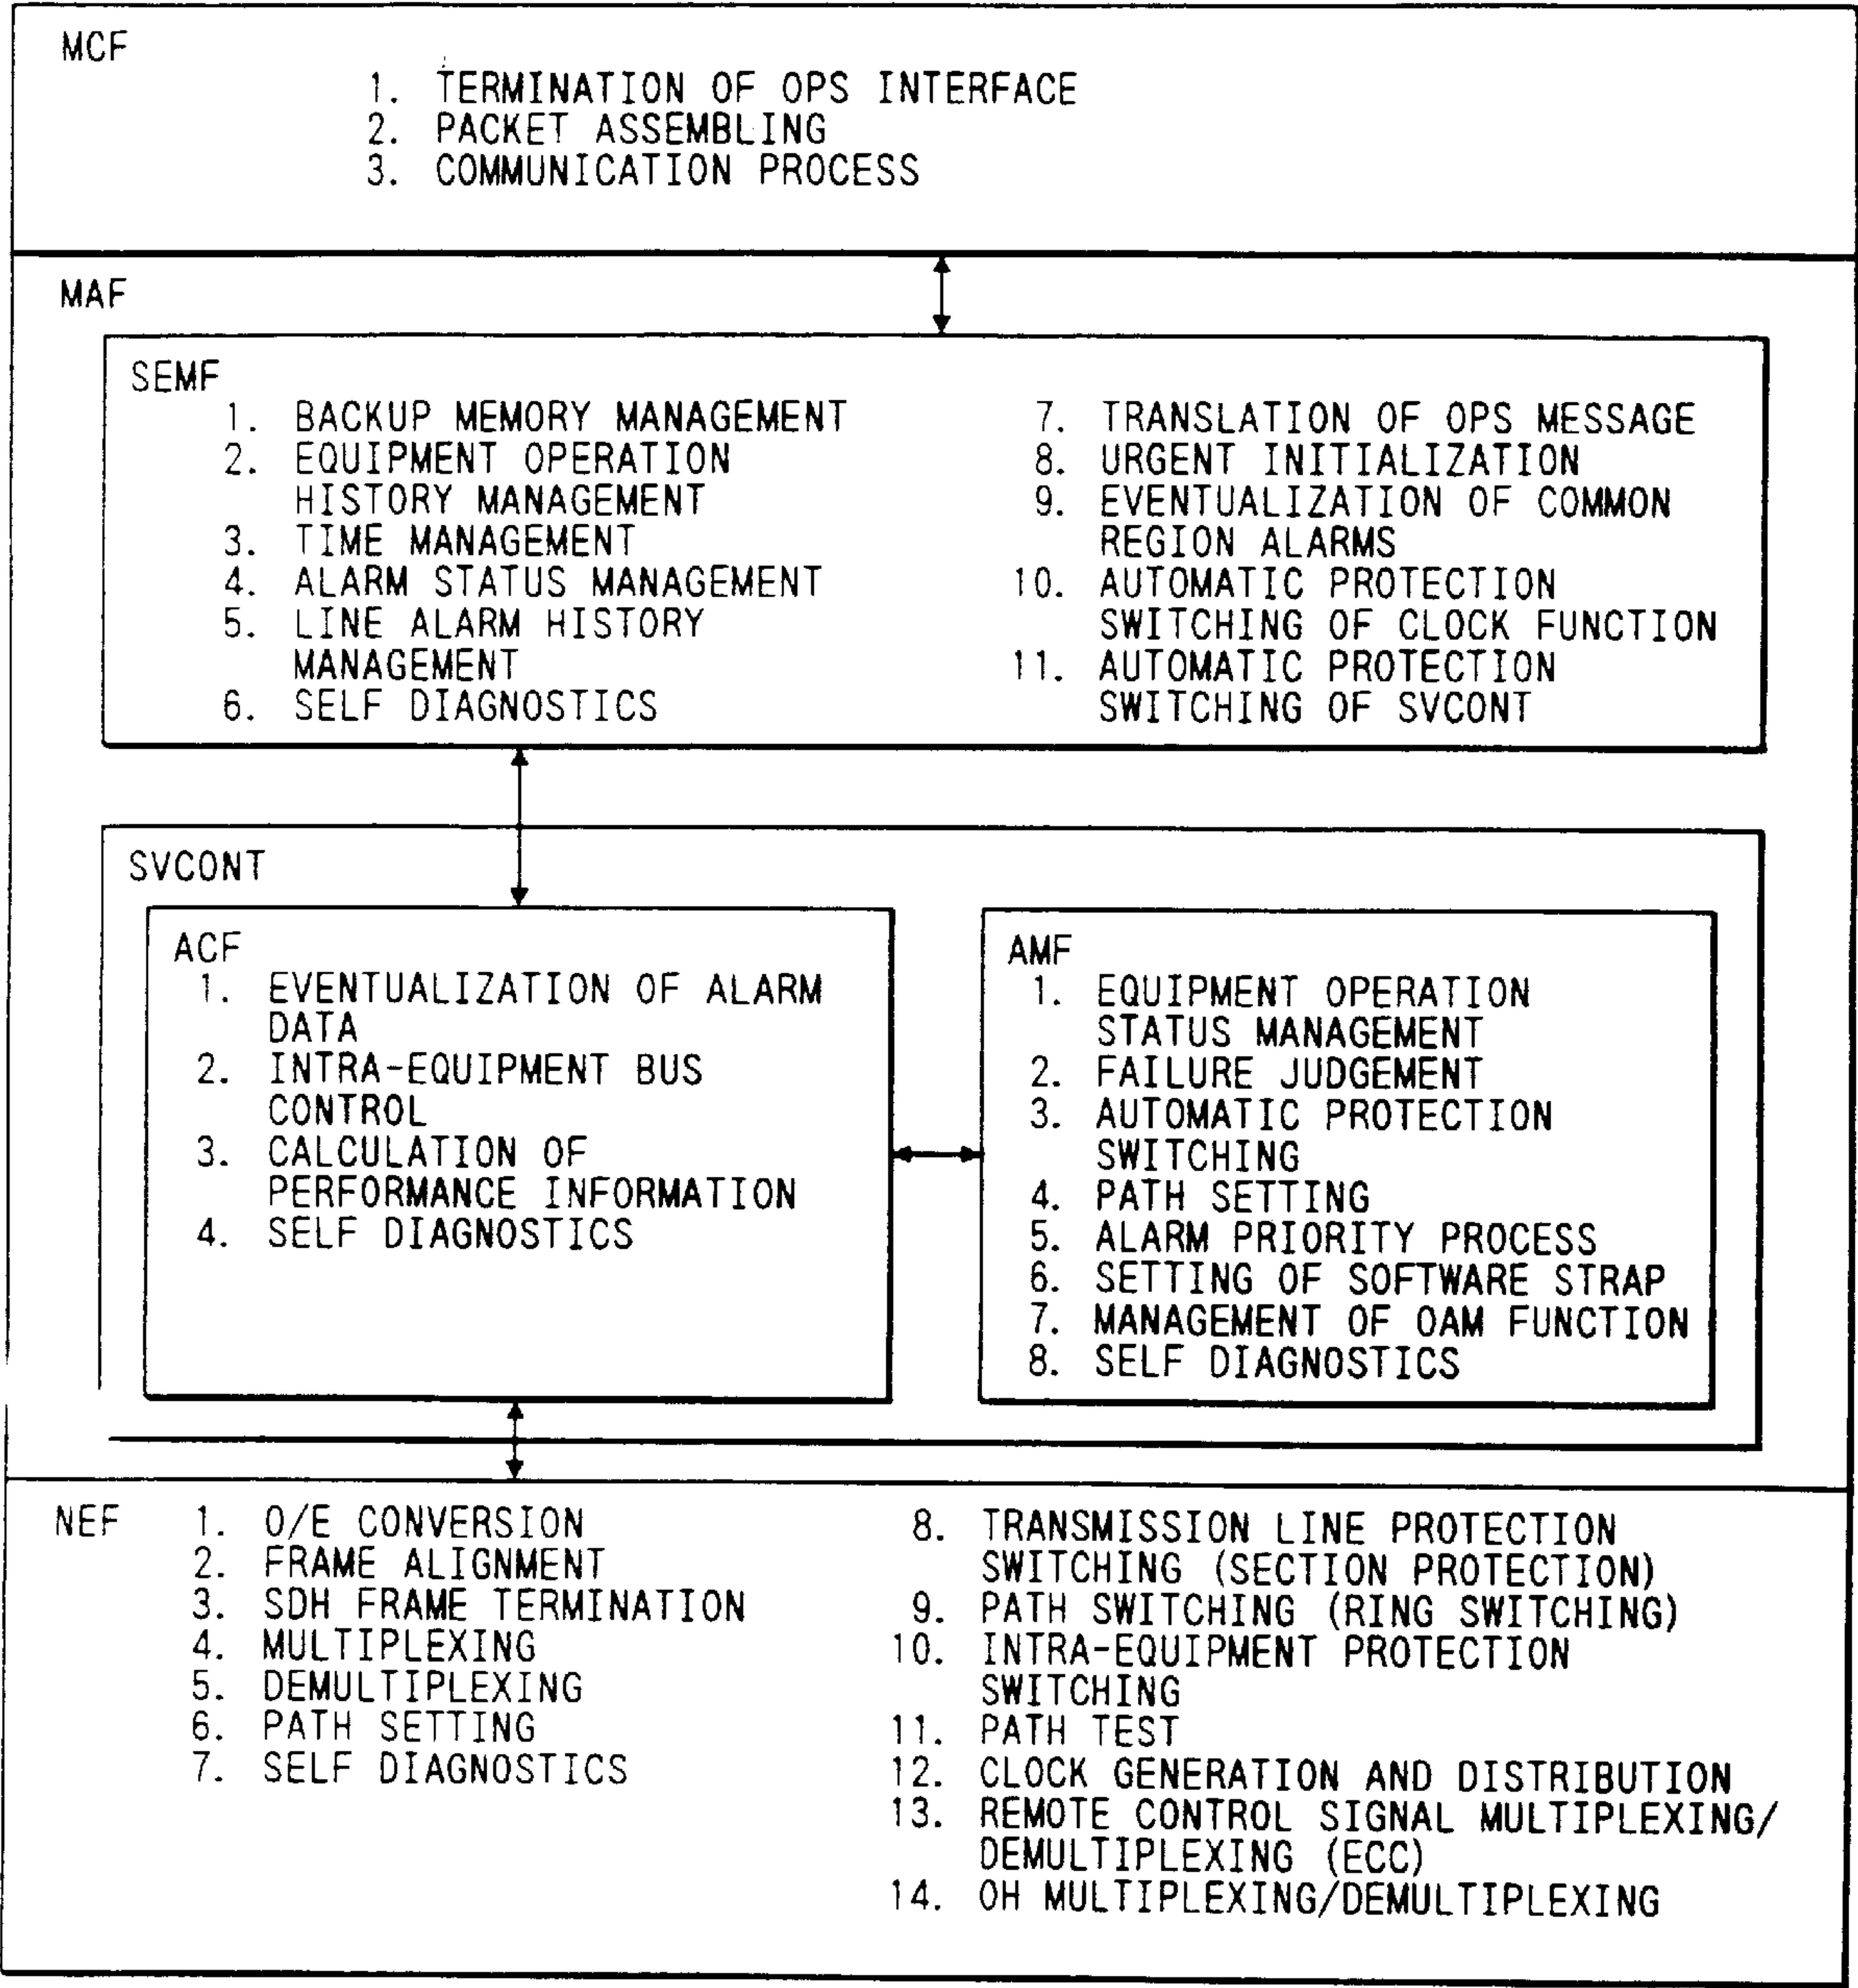 MCF
1. TERMINATION OF OPS INTERFACE
2. PACKET ASSEMBLING
3. COMMUNICATION PROCESS
MAF
SEMF
1. BACKUP MEMORY MANAGEMENT
2. EQUIPMENT OPERATION
HISTORY MANAGEMENT
3. TIME MANAGEMENT
4. ALARM STATUS MANAGEMENT
5. LINE ALARM HISTORY
MANAGEMENT
6. SELF DIAGNOSTICS
7. TRANSLATION OF OPS MESSAGE
8. URGENT INITIALIZATION
9. EVENTUALIZATION OF COMMON
REGION ALARMS
10. AUTOMATIC PROTECTION
SWITCHING OF CLOCK FUNCTION
11. AUTOMATIC PROTECTION
SWITCHING OF SVCONT
SVCONT
ACF
1. EVENTUALIZATION OF ALARM
DATA
2. INTRA-EQUIPMENT BUS
CONTROL
3. CALCULATION OF
PERFORMANCE INFORMATION
4. SELF DIAGNOSTICS
AMF
1. EQUIPMENT OPERATION
STATUS MANAGEMENT
2. FAILURE JUDGEMENT
3. AUTOMATIC PROTECTION
SWITCHING
4. PATH SETTING
5. ALARM PRIORITY PROCESS
6. SETTING OF SOFTWARE STRAP
7. MANAGEMENT OF OAM FUNCTION
8. SELF DIAGNOSTICS
NEF
1. O/E CONVERSION
2. FRAME ALIGNMENT
3. SDH FRAME TERMINATION
4. MULTIPLEXING
5. DEMULTIPLEXING
6. PATH SETTING
7. SELF DIAGNOSTICS
8. TRANSMISSION LINE PROTECTION
SWITCHING (SECTION PROTECTION)
9. PATH SWITCHING (RING SWITCHING)
10. INTRA-EQUIPMENT PROTECTION
SWITCHING
11. PATH TEST
12. CLOCK GENERATION AND DISTRIBUTION
13. REMOTE CONTROL SIGNAL MULTIPLEXING/
DEMULTIPLEXING (ECC)
14. OH MULTIPLEXING/DEMULTIPLEXING